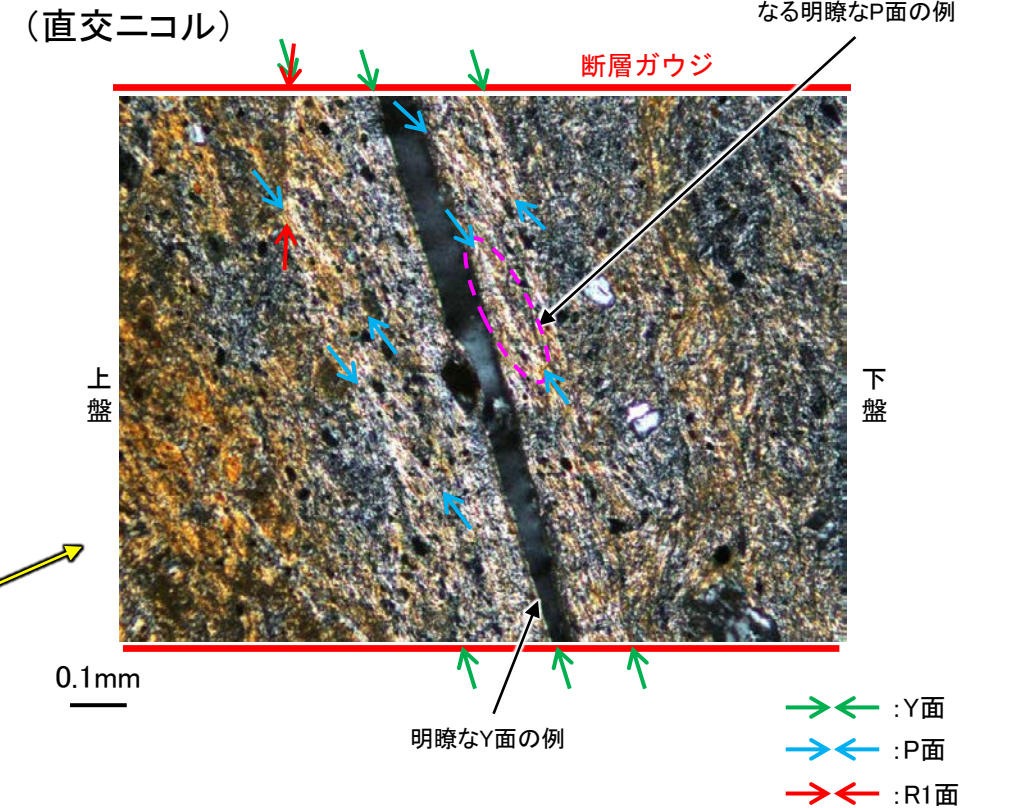 （直交ニコル）
なる明瞭なP面の例
断層ガウジ
上盤
下盤
0.1mm
明瞭なY面の例
：Y面
：P面
：R1面